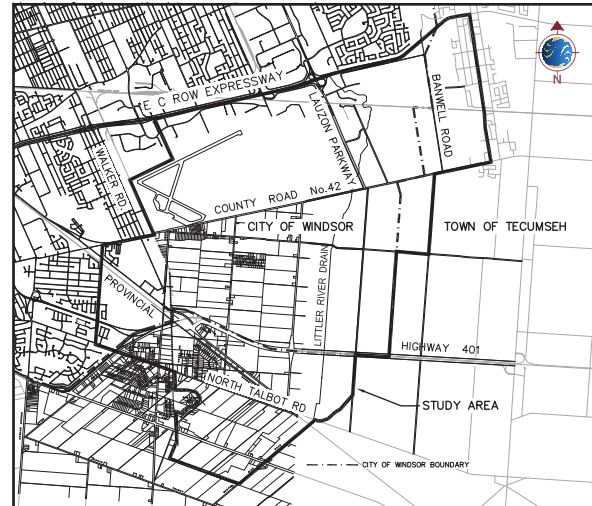 E C ROW EXPRESSWAY
BANWELL ROAD
N
LAUZON PARKWAY
WALKER RD.
COUNTY ROAD No.42
CITY OF WINDSOR
TOWN OF TECUMSEH
PROVINCIAL
LITTLER RIVER DRAIN
HIGHWAY 401
NORTH TALBOT RD
STUDY AREA
CITY OF WINDSOR BOUNDARY